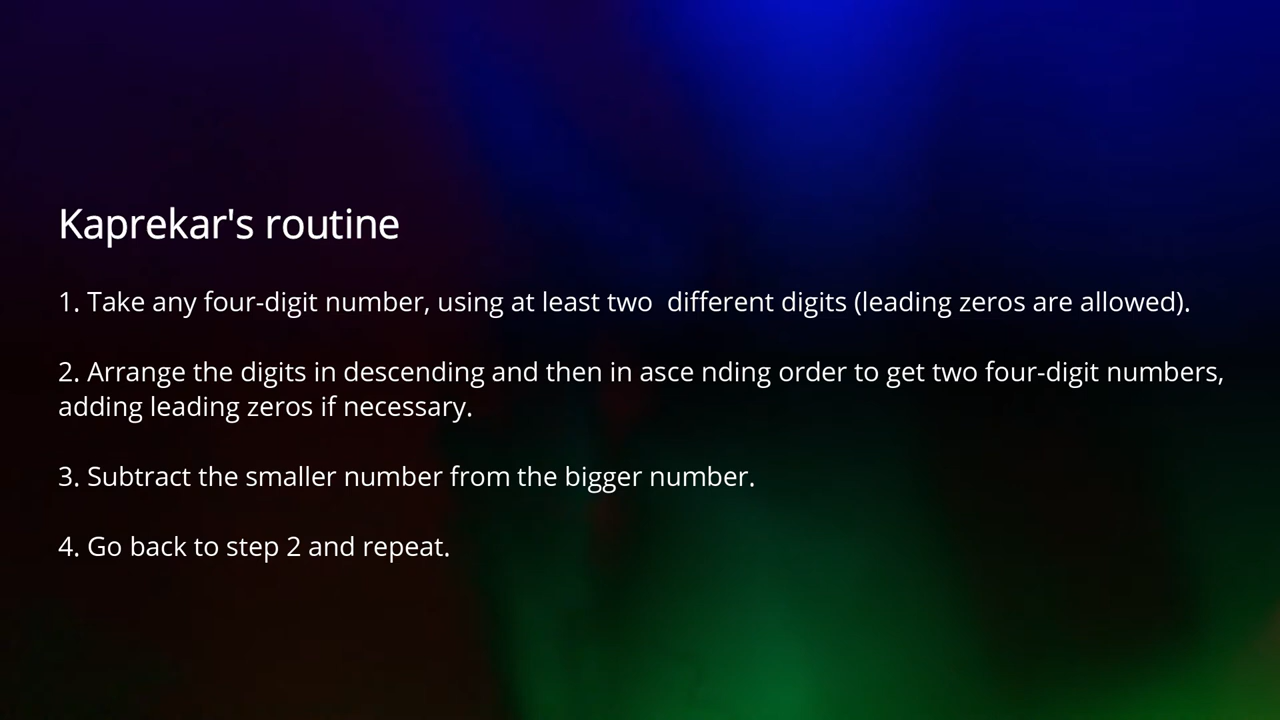 Kaprekar's routine
1. Take any four-digit number, using at least two  different digits (leading zeros are allowed).
2. Arrange the digits in descending and then in asce nding order to get two four-digit numbers,
adding leading zeros if necessary.
3. Subtract the smaller number from the bigger number.
4. Go back to step 2 and repeat.